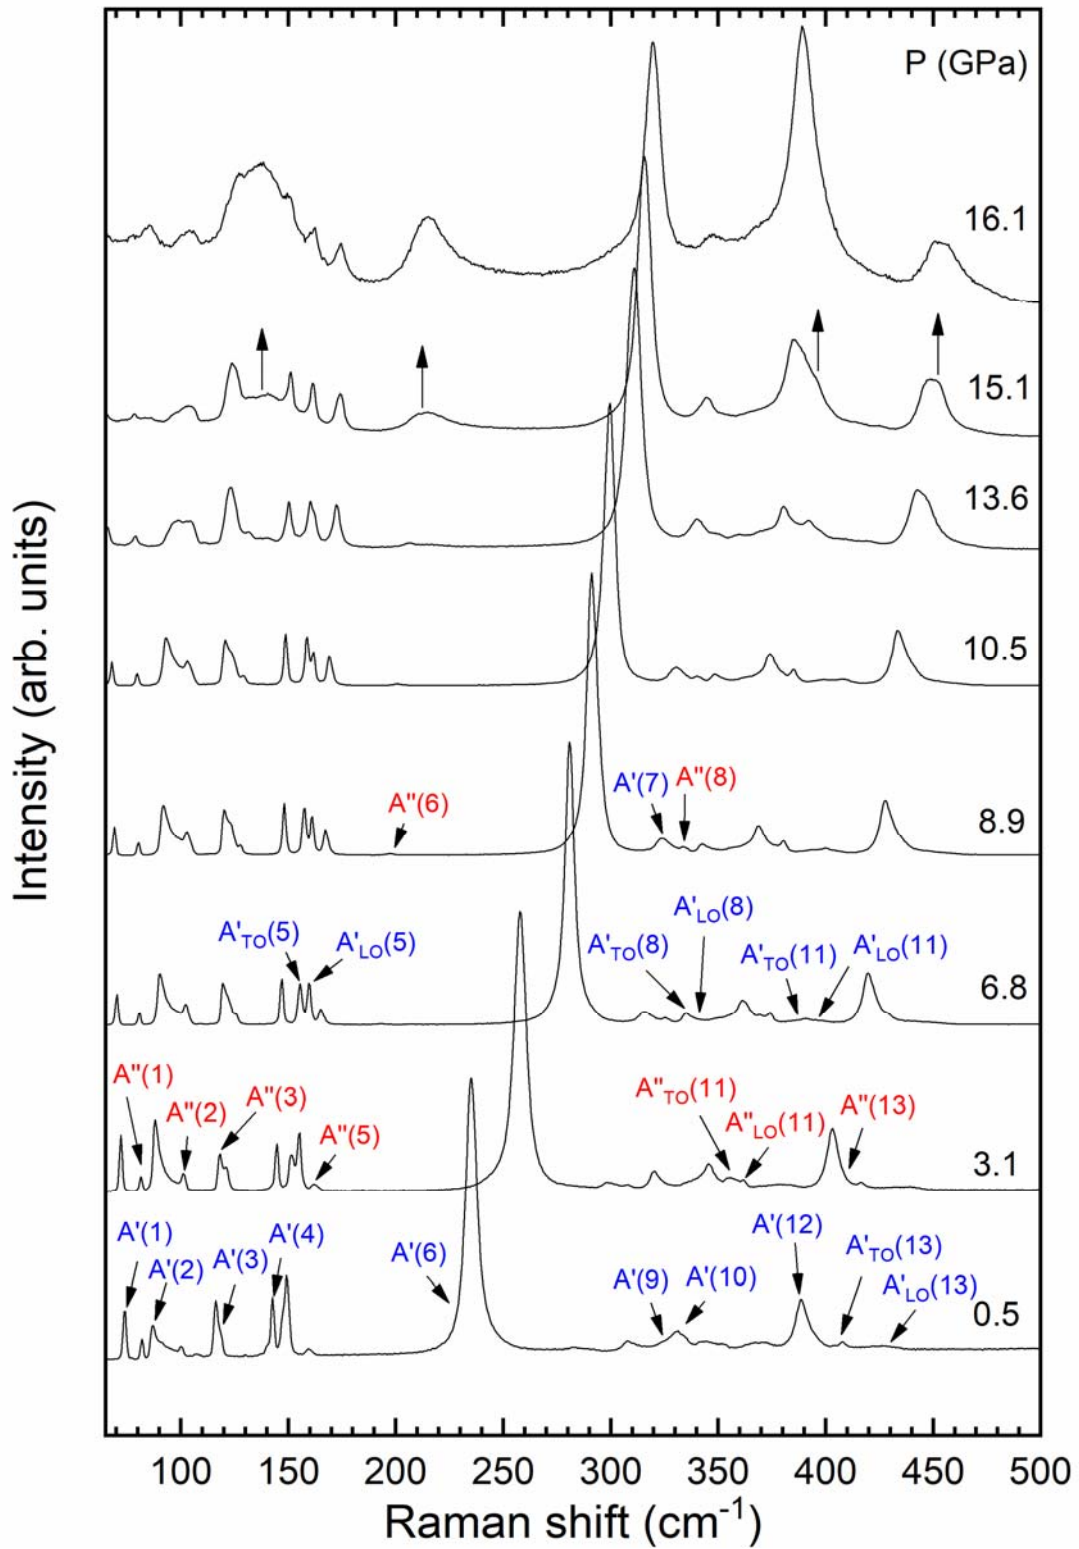 P (GPa)
16.1
15.1
13.6
10.5
A'(7) A''(8)
A''(6)
8.9
A'LO(8)
A'TO(5) A'LO(5) A'TO(8) A'TO(11) A'LO(11)
6.8
A''(1) A''TO(11)
A''(2) A''(3) A''LO(11) A''(13)
A''(5)
3.1
A'(1) A'(4) A'(12)
A'(2) A'(3) A'(6) A'(9) A'(10) A'TO(13)
A'LO(13)
0.5
Intensity (arb. units)
100 150 200 250 300 350 400 450 500
Raman shift (cm⁻¹)